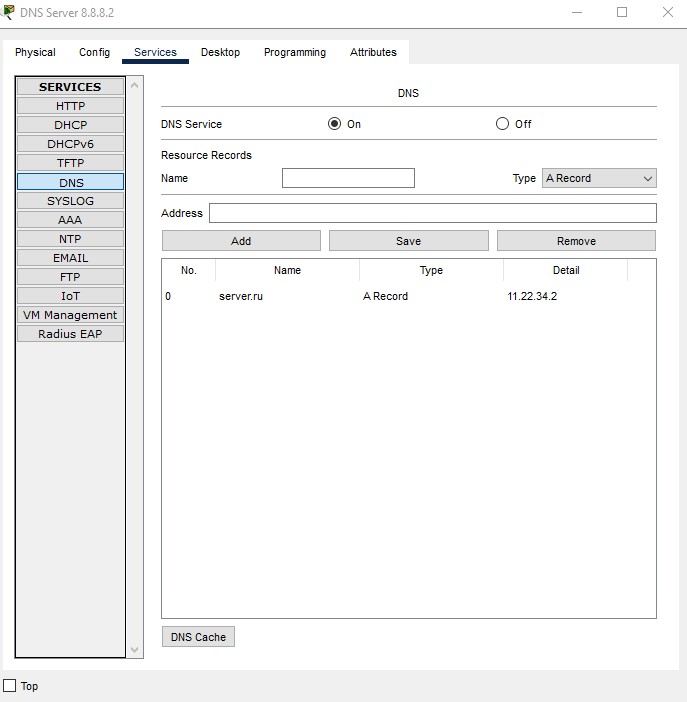 DNS Server 8.8.8.2
Physical Config Services Desktop Programming Attributes
SERVICES
HTTP
DHCP
DHCPv6
TFTP
DNS
SYSLOG
AAA
NTP
EMAIL
FTP
IoT
VM Management
Radius EAP
DNS
DNS Service On Off
Resource Records
Name Type A Record
Address
Add Save Remove
No. Name Type Detail
0 server.ru A Record 11.22.34.2
DNS Cache
Top